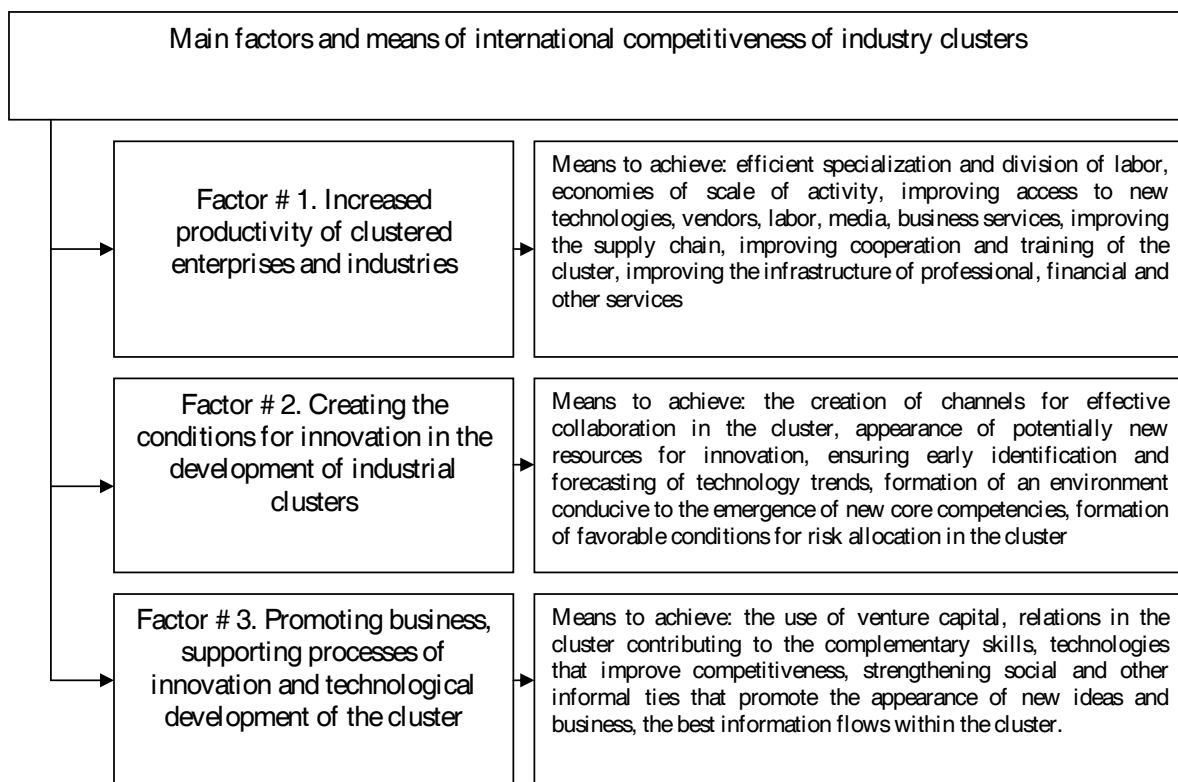 Main factors and means of international competitiveness of industry clusters
Factor # 1. Increased
productivity of clustered
enterprises and industries
Means to achieve: efficient specialization and division of labor,
economies of scale of activity, improving access to new
technologies, vendors, labor, media, business services, improving
the supply chain, improving cooperation and training of the
cluster, improving the infrastructure of professional, financial and
other services
Factor # 2. Creating the
conditions for innovation in the
development of industrial
clusters
Means to achieve: the creation of channels for effective
collaboration in the cluster, appearance of potentially new
resources for innovation, ensuring early identification and
forecasting of technology trends, formation of an environment
conducive to the emergence of new core competencies, formation
of favorable conditions for risk allocation in the cluster
Factor # 3. Promoting business,
supporting processes of
innovation and technological
development of the cluster
Means to achieve: the use of venture capital, relations in the
cluster contributing to the complementary skills, technologies
that improve competitiveness, strengthening social and other
informal ties that promote the appearance of new ideas and
business, the best information flows within the cluster.